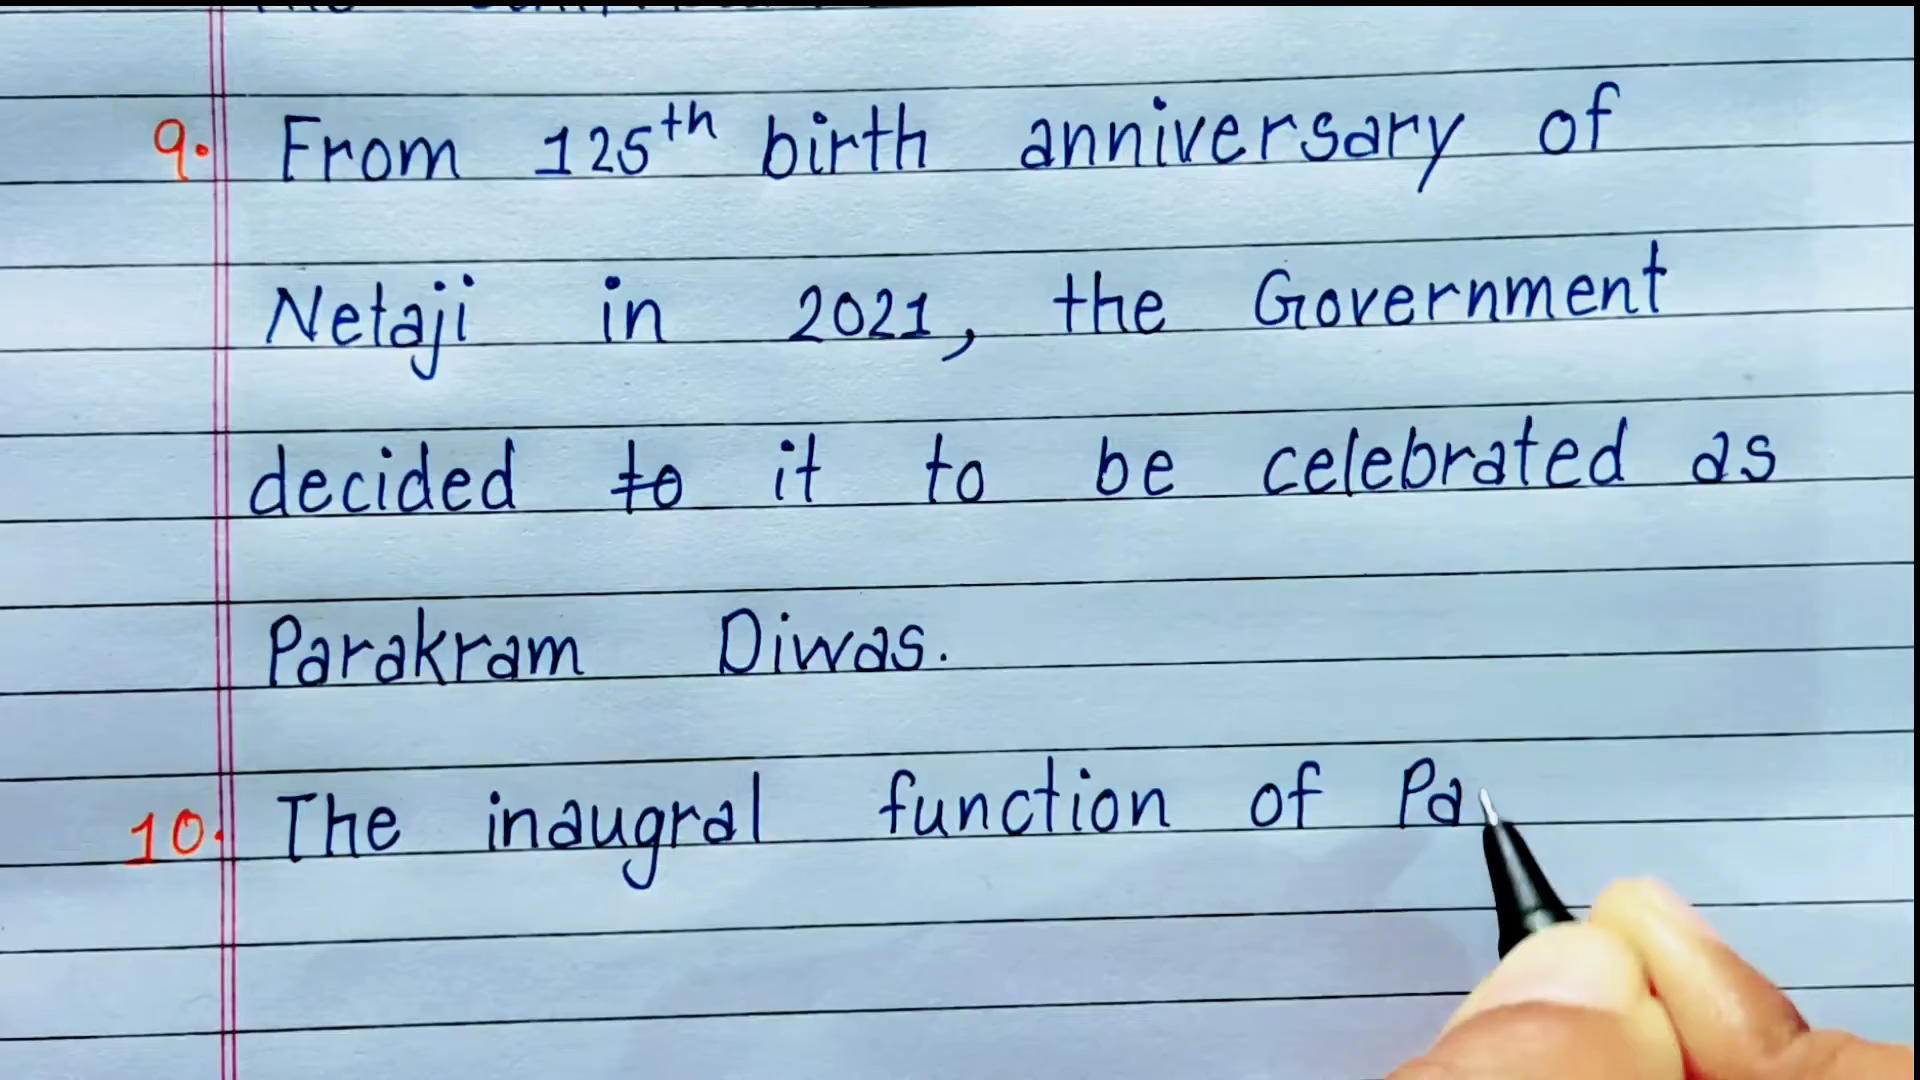 9. From 125th birth anniversary of
Netaji in 2021, the Government
decided to it to be celebrated as
Parakram Diwas.
10. The inaugral function of Pa